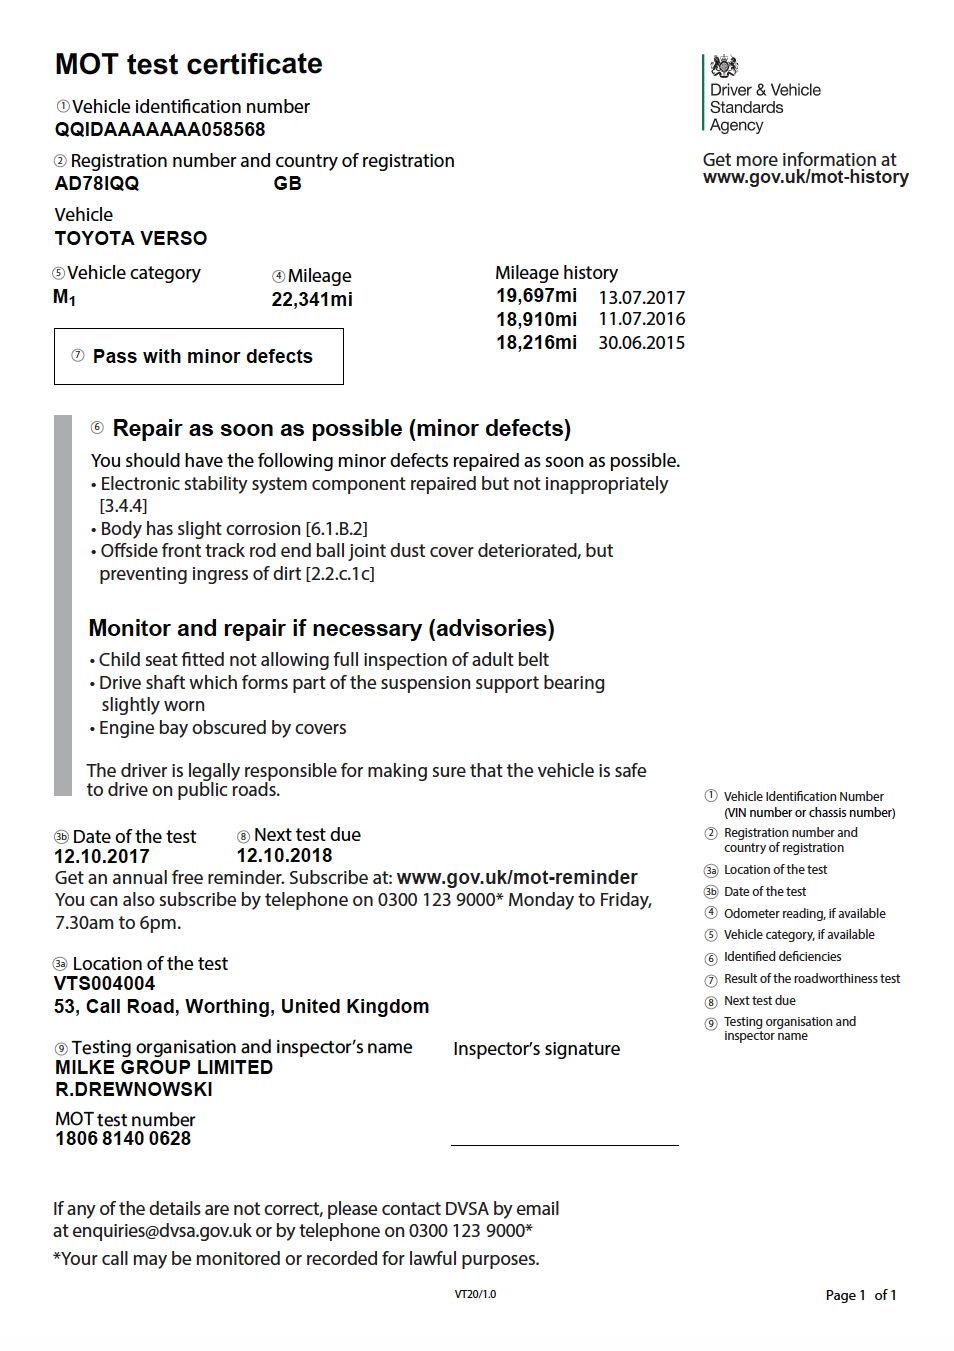 MOT test certificate
Driver & Vehicle
Standards
Agency
Get more information at
www.gov.uk/mot-history
1 Vehicle identification number
QQIDAAAAAAA058568
2 Registration number and country of registration
AD78IQQ GB
Vehicle
TOYOTA VERSO
5 Vehicle category
M1
4 Mileage
22,341mi
Mileage history
19,697mi 13.07.2017
18,910mi 11.07.2016
18,216mi 30.06.2015
7 Pass with minor defects
6 Repair as soon as possible (minor defects)
You should have the following minor defects repaired as soon as possible.
• Electronic stability system component repaired but not inappropriately
[3.4.4]
• Body has slight corrosion [6.1.B.2]
• Offside front track rod end ball joint dust cover deteriorated, but
preventing ingress of dirt [2.2.c.1c]
Monitor and repair if necessary (advisories)
• Child seat fitted not allowing full inspection of adult belt
• Drive shaft which forms part of the suspension support bearing
slightly worn
• Engine bay obscured by covers
The driver is legally responsible for making sure that the vehicle is safe
to drive on public roads.
3b Date of the test
12.10.2017
8 Next test due
12.10.2018
Get an annual free reminder. Subscribe at: www.gov.uk/mot-reminder
You can also subscribe by telephone on 0300 123 9000* Monday to Friday,
7.30am to 6pm.
3a Location of the test
VTS004004
53, Call Road, Worthing, United Kingdom
9 Testing organisation and inspector's name
MILKE GROUP LIMITED
R.DREWNOWSKI
Inspector's signature
MOT test number
1806 8140 0628
1 Vehicle Identification Number
(VIN number or chassis number)
2 Registration number and
country of registration
3a Location of the test
3b Date of the test
4 Odometer reading, if available
5 Vehicle category, if available
6 Identified deficiencies
7 Result of the roadworthiness test
8 Next test due
9 Testing organisation and
inspector name
If any of the details are not correct, please contact DVSA by email
at enquiries@dvsa.gov.uk or by telephone on 0300 123 9000*
*Your call may be monitored or recorded for lawful purposes.
VT20/1.0
Page 1 of 1